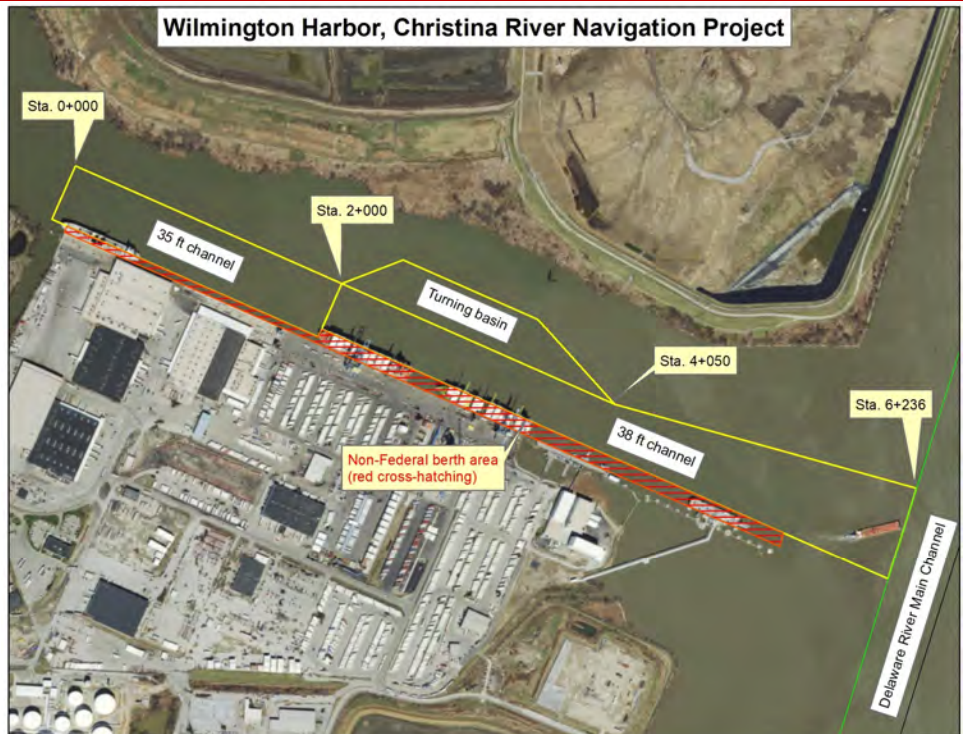 Wilmington Harbor, Christina River Navigation Project
Sta. 0+000
35 ft channel
Sta. 2+000
Turning basin
Sta. 4+050
Sta. 6+236
38 ft channel
Non-Federal berth area
(red cross-hatching)
Delaware River Main Channel